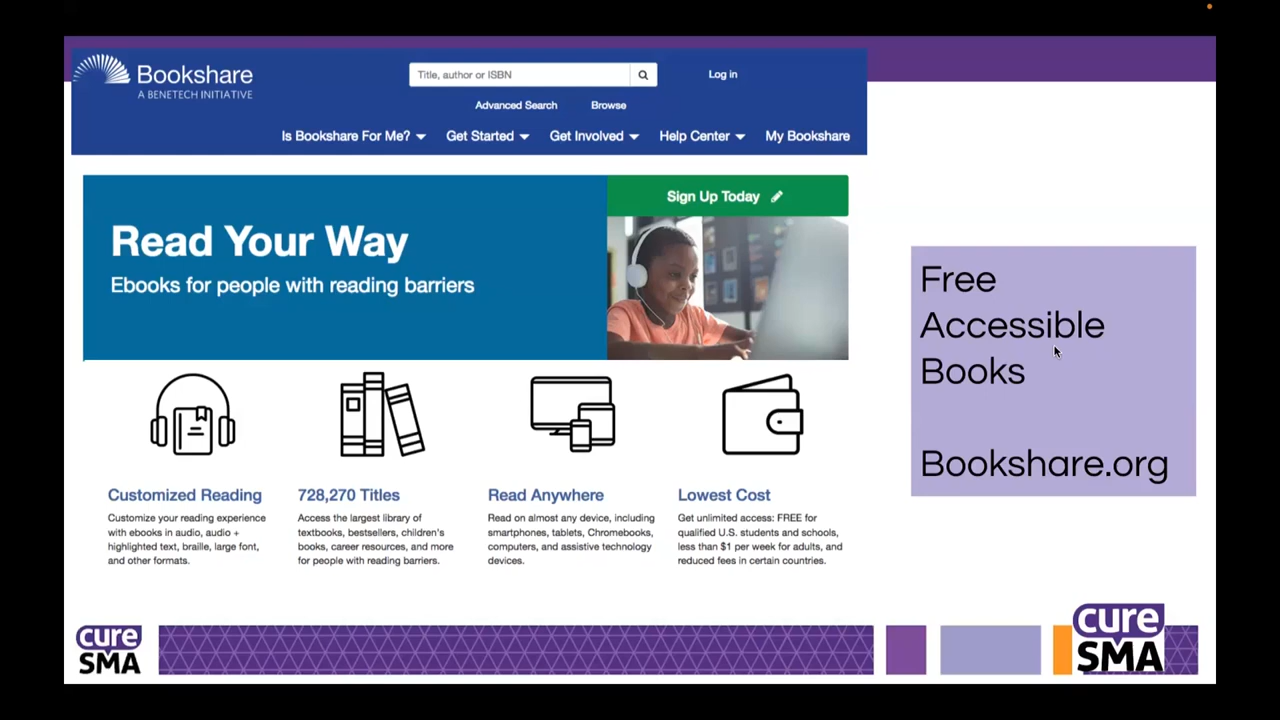 Bookshare
A BENETECH INITIATIVE
Title, author or ISBN
Log in
Advanced Search
Browse
Is Bookshare For Me?
Get Started
Get Involved
Help Center
My Bookshare
Read Your Way
Ebooks for people with reading barriers
Sign Up Today
Customized Reading
Customize your reading experience
with ebooks in audio, audio +
highlighted text, braille, large font,
and other formats.
728,270 Titles
Access the largest library of
textbooks, bestsellers, children's
books, career resources, and more
for people with reading barriers.
Read Anywhere
Read on almost any device, including
smartphones, tablets, Chromebooks,
computers, and assistive technology
devices.
Lowest Cost
Get unlimited access: FREE for
qualified U.S. students and schools,
less than $1 per week for adults, and
reduced fees in certain countries.
Free
Accessible
Books
Bookshare.org
cure
SMA
cure
SMA